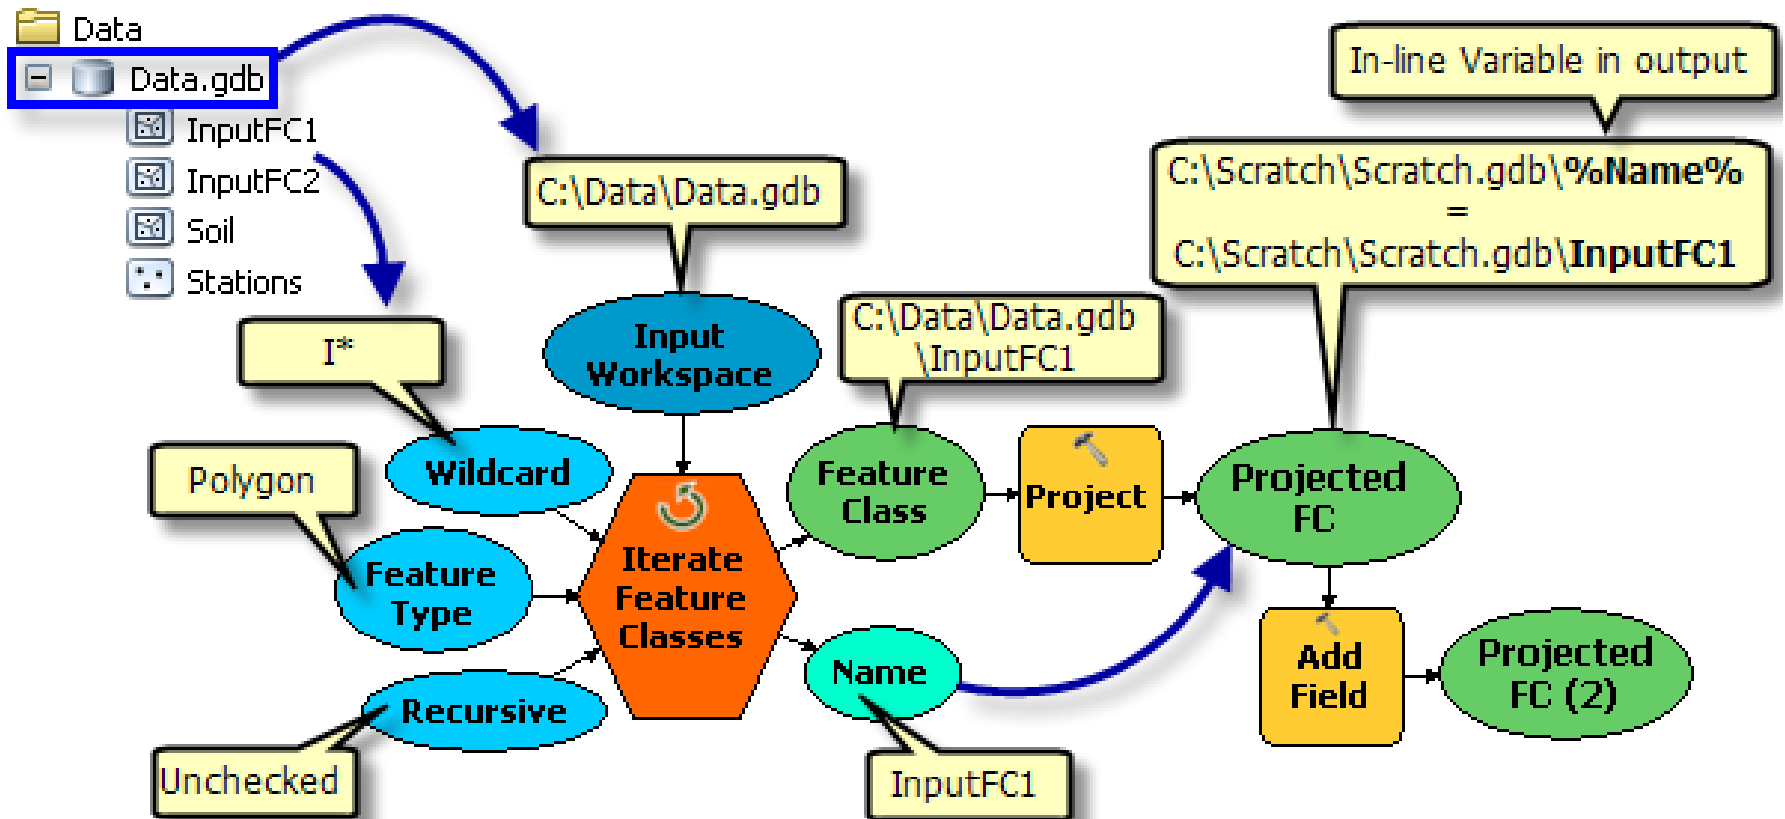 Data
Data.gdb
InputFC1
InputFC2
Soil
Stations
In-line Variable in output
C:\Data\Data.gdb
C:\Scratch\Scratch.gdb\%Name%
=
C:\Scratch\Scratch.gdb\InputFC1
I*
Input
Workspace
C:\Data\Data.gdb
\InputFC1
Polygon
Wildcard
Feature
Class
Project
Projected
FC
Feature
Type
Iterate
Feature
Classes
Recursive
Name
Add
Field
Projected
FC (2)
Unchecked
InputFC1